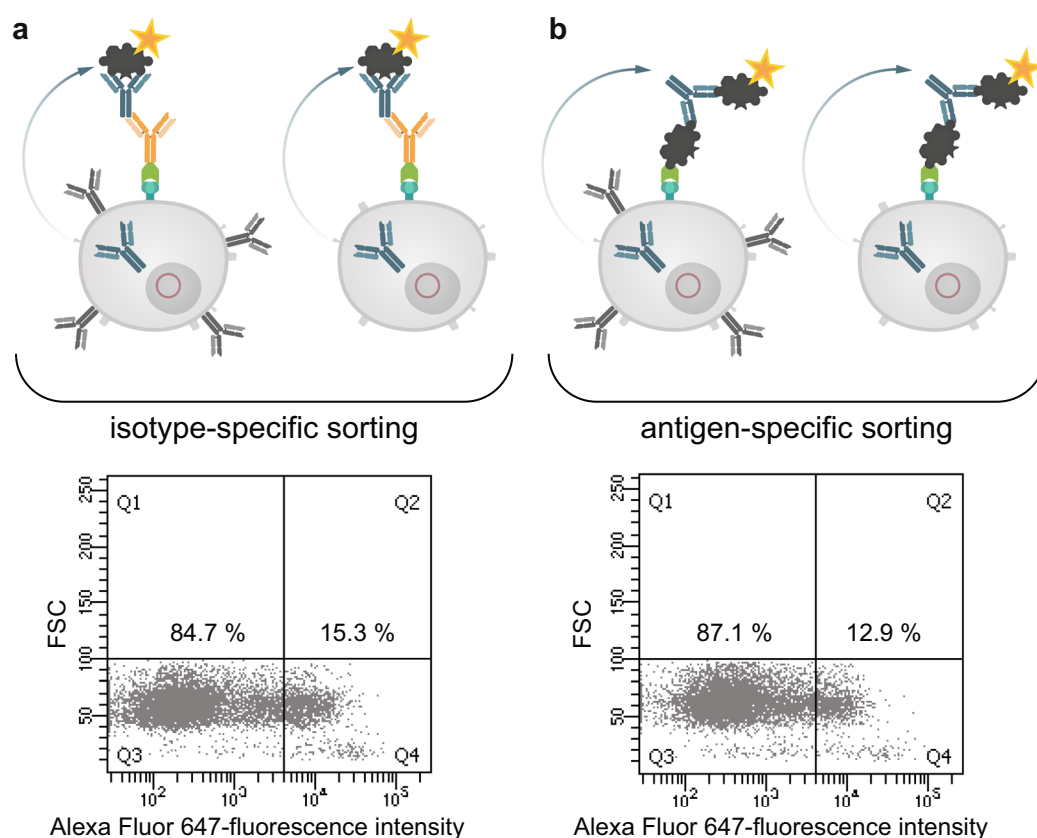 a
b
isotype-specific sorting
antigen-specific sorting
Q1
Q2
84.7 %
15.3 %
Q3
Q4
FSC
250
200
150
100
50
10²
10³
10⁴
10⁵
Alexa Fluor 647-fluorescence intensity
Q1
Q2
87.1 %
12.9 %
Q3
Q4
FSC
250
200
150
100
50
10²
10³
10⁴
10⁵
Alexa Fluor 647-fluorescence intensity